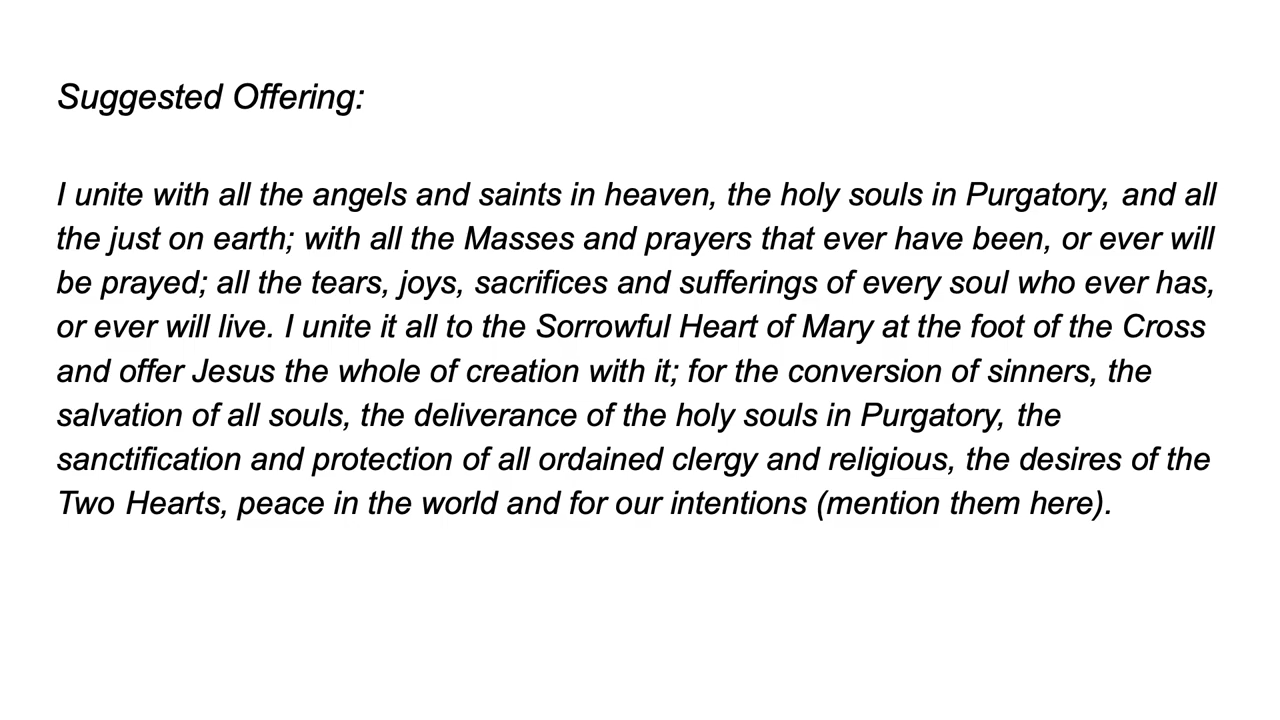 Suggested Offering:
I unite with all the angels and saints in heaven, the holy souls in Purgatory, and all
the just on earth; with all the Masses and prayers that ever have been, or ever will
be prayed; all the tears, joys, sacrifices and sufferings of every soul who ever has,
or ever will live. I unite it all to the Sorrowful Heart of Mary at the foot of the Cross
and offer Jesus the whole of creation with it; for the conversion of sinners, the
salvation of all souls, the deliverance of the holy souls in Purgatory, the
sanctification and protection of all ordained clergy and religious, the desires of the
Two Hearts, peace in the world and for our intentions (mention them here).